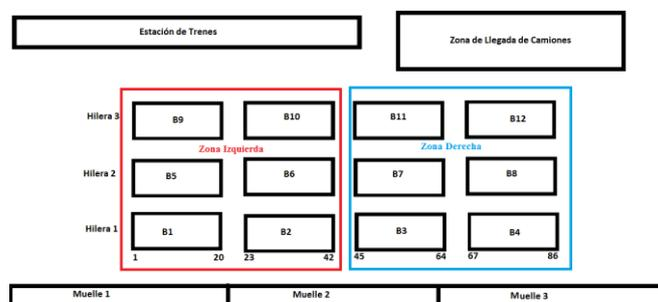 Estación de Trenes
Zona de Llegada de Camiones
Hilera 3
B9
B10
B11
B12
Zona Izquierda
Zona Derecha
Hilera 2
B5
B6
B7
B8
Hilera 1
B1
B2
B3
B4
1 20 23 42 45 64 67 86
Muelle 1
Muelle 2
Muelle 3